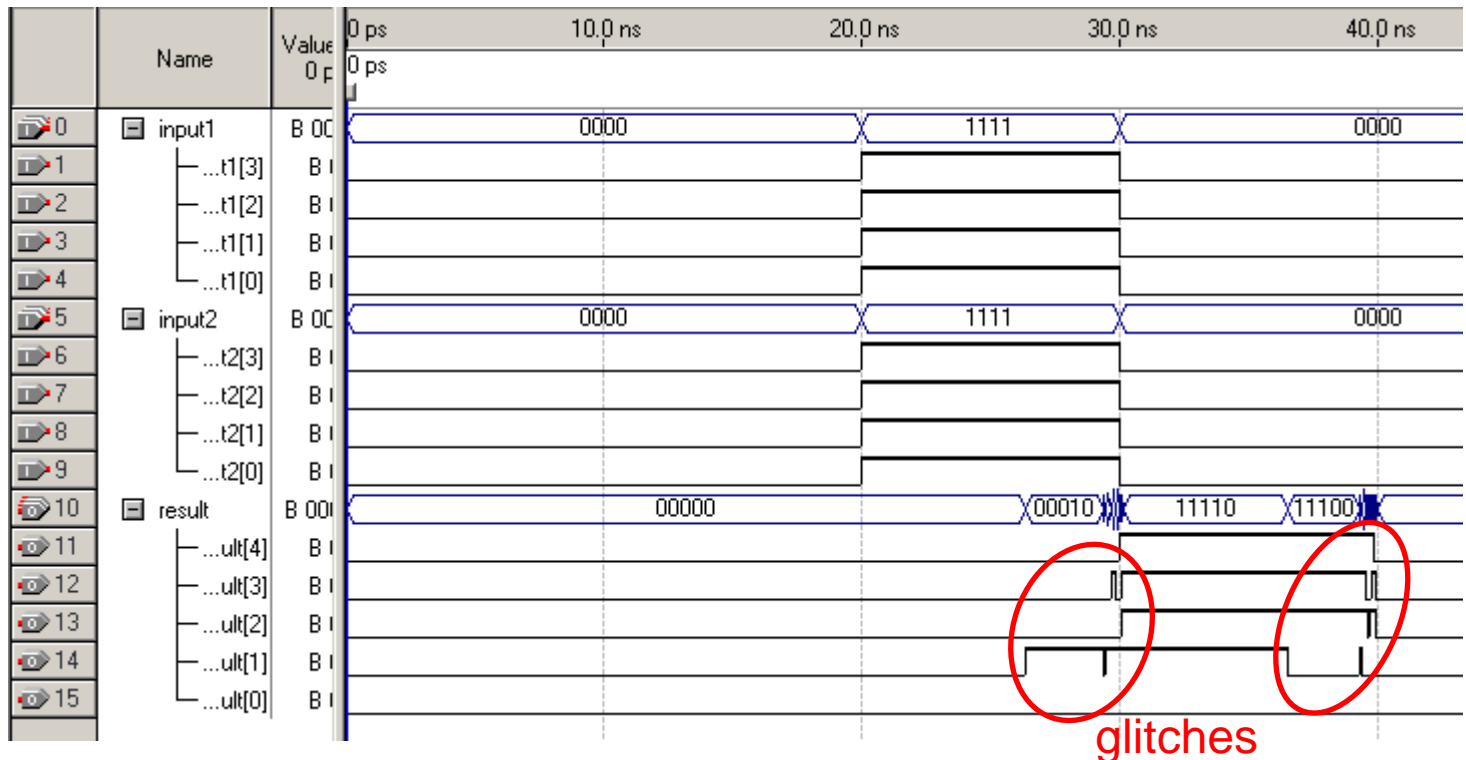 0 ps 10.0 ns 20.0 ns 30.0 ns 40.0 ns
Name Value
0 p 0 ps
0 input1 B 00 0000 1111 0000
1 ...t1[3] B
2 ...t1[2] B
3 ...t1[1] B
4 ...t1[0] B
5 input2 B 00 0000 1111 0000
6 ...t2[3] B
7 ...t2[2] B
8 ...t2[1] B
9 ...t2[0] B
10 result B 000 00000 00010 11110 11100
11 ...ult[4] B
12 ...ult[3] B
13 ...ult[2] B
14 ...ult[1] B
15 ...ult[0] B
glitches